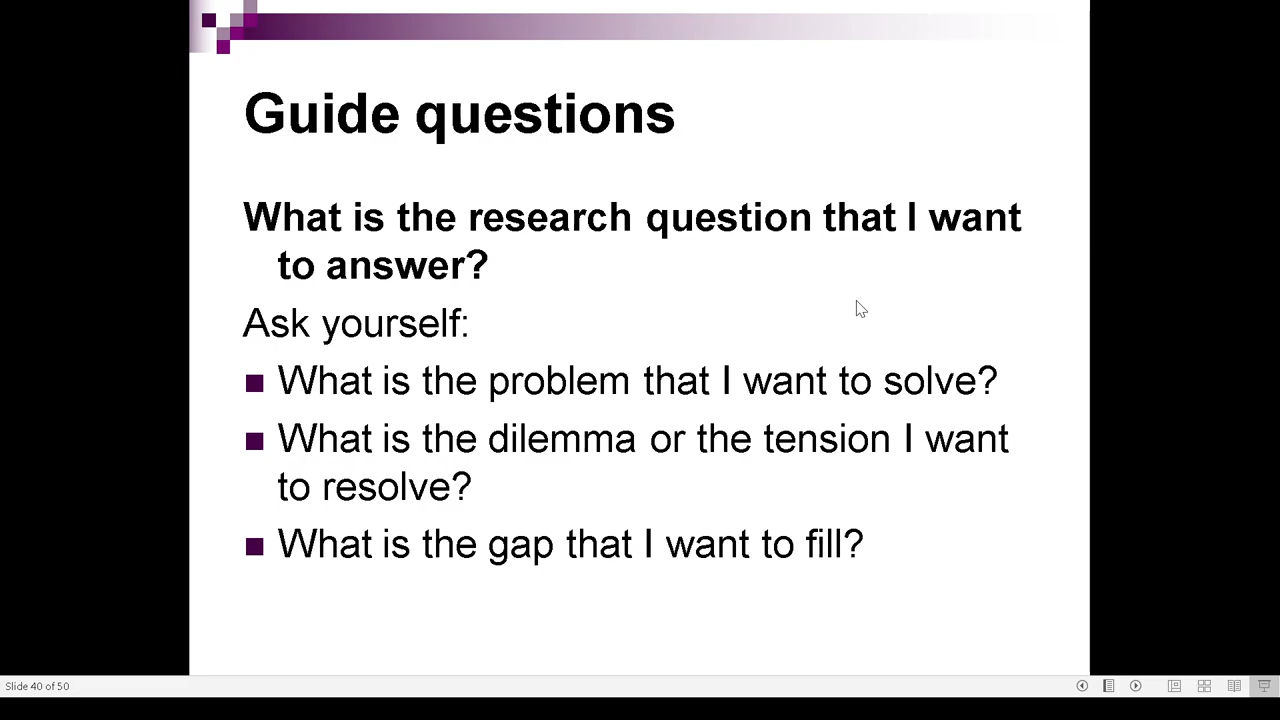 Guide questions
What is the research question that I want
to answer?
Ask yourself:
What is the problem that I want to solve?
What is the dilemma or the tension I want
to resolve?
What is the gap that I want to fill?
Slide 40 of 50